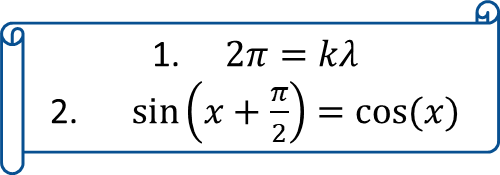 1. 2π = kλ
2. sin(x + π/2) = cos(x)